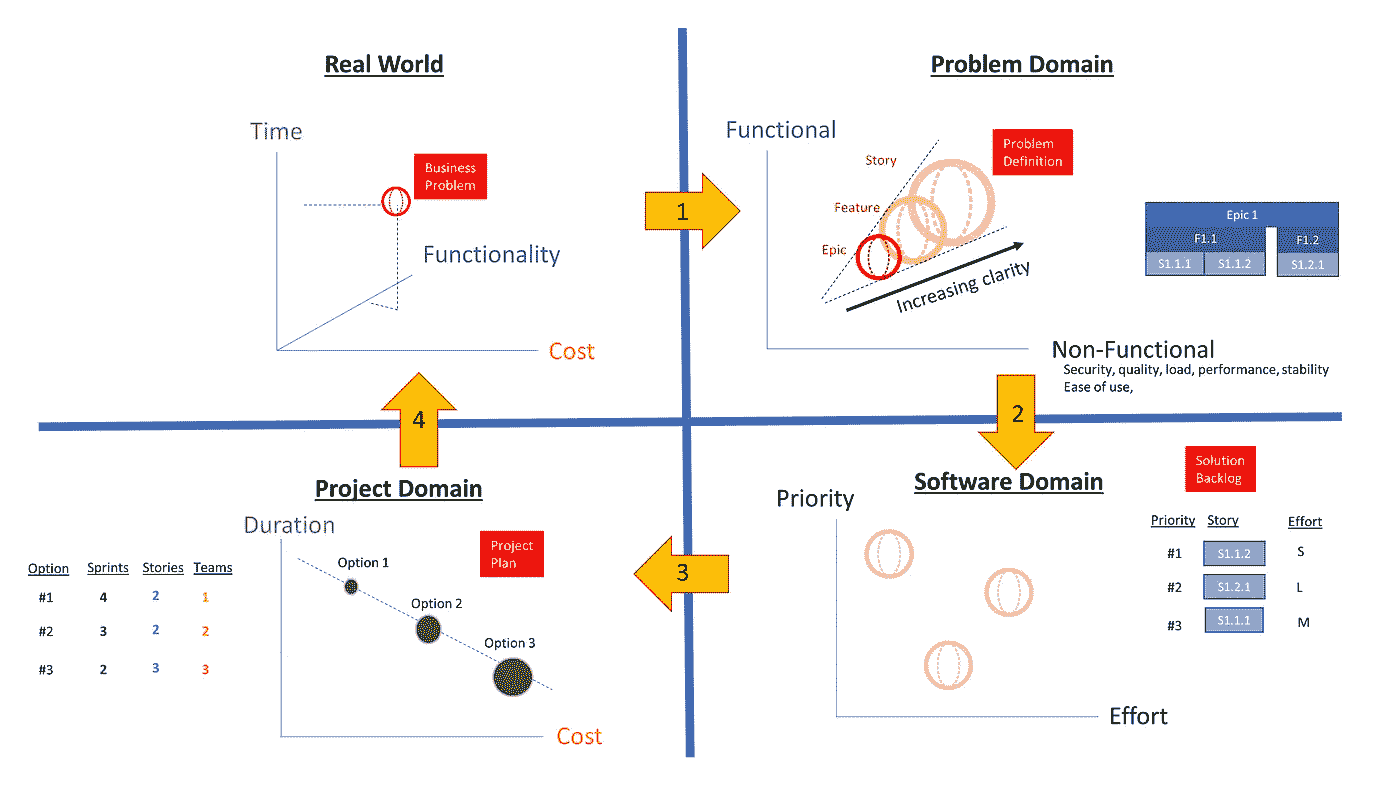 Real World
Time
Business
Problem
Functionality
Cost
1
Problem Domain
Functional
Problem
Definition
Story
Feature
Epic
Increasing clarity
Epic 1
F1.1 F1.2
S1.1.1 S1.1.2 S1.2.1
Non-Functional
Security, quality, load, performance, stability
Ease of use,
2
Software Domain
Solution
Backlog
Priority
Effort
Priority Story Effort
#1 S1.1.2 S
#2 S1.2.1 L
#3 S1.1.1 M
3
Project Domain
Duration
Project
Plan
Option 1
Option 2
Option 3
Cost
Option Sprints Stories Teams
#1 4 2 1
#2 3 2 2
#3 2 3 3
4